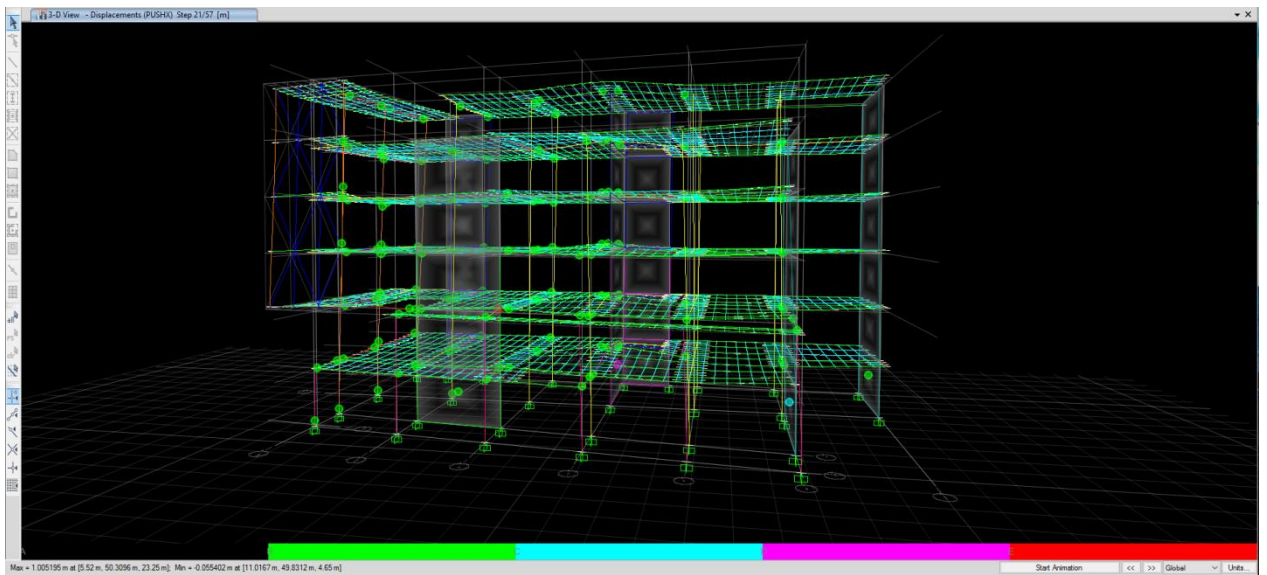 3-D View - Displacements (PUSHX) Step 21/57 [m]
Max = 1.005195 m at [5.52 m, 50.3096 m, 23.25 m]; Min = -0.055402 m at [11.0167 m, 49.8312 m, 4.65 m]
Start Animation << >> Global Units...